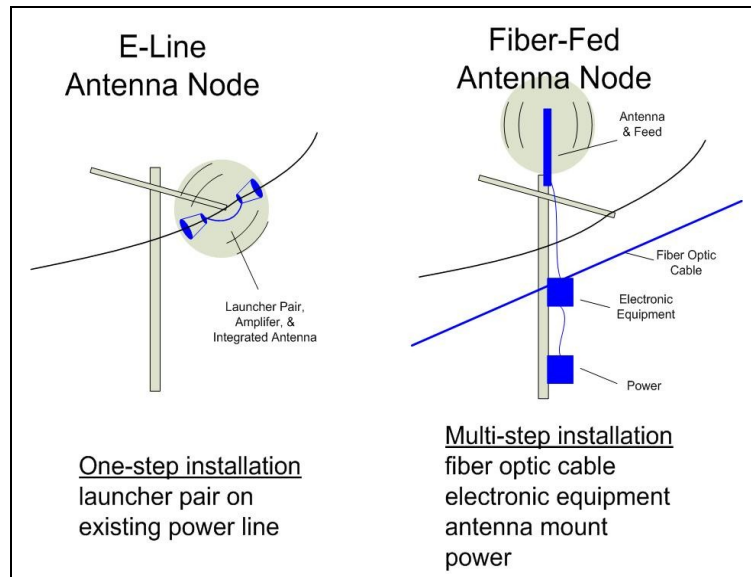 E-Line
Antenna Node
Launcher Pair,
Amplifer, &
Integrated Antenna
One-step installation
launcher pair on
existing power line
Fiber-Fed
Antenna Node
Antenna
& Feed
Fiber Optic
Cable
Electronic
Equipment
Power
Multi-step installation
fiber optic cable
electronic equipment
antenna mount
power